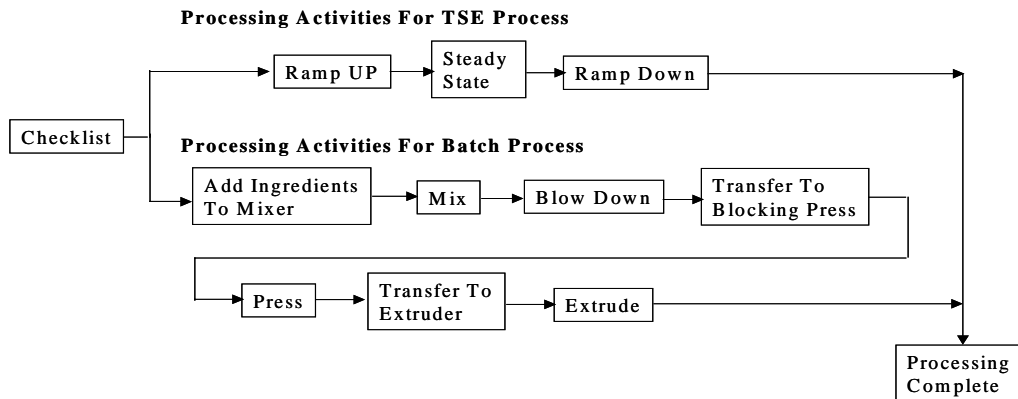 Processing Activities For TSE Process
Ramp UP
Steady
State
Ramp Down
Checklist
Processing Activities For Batch Process
Add Ingredients
To Mixer
Mix
Blow Down
Transfer To
Blocking Press
Press
Transfer To
Extruder
Extrude
Processing
Complete